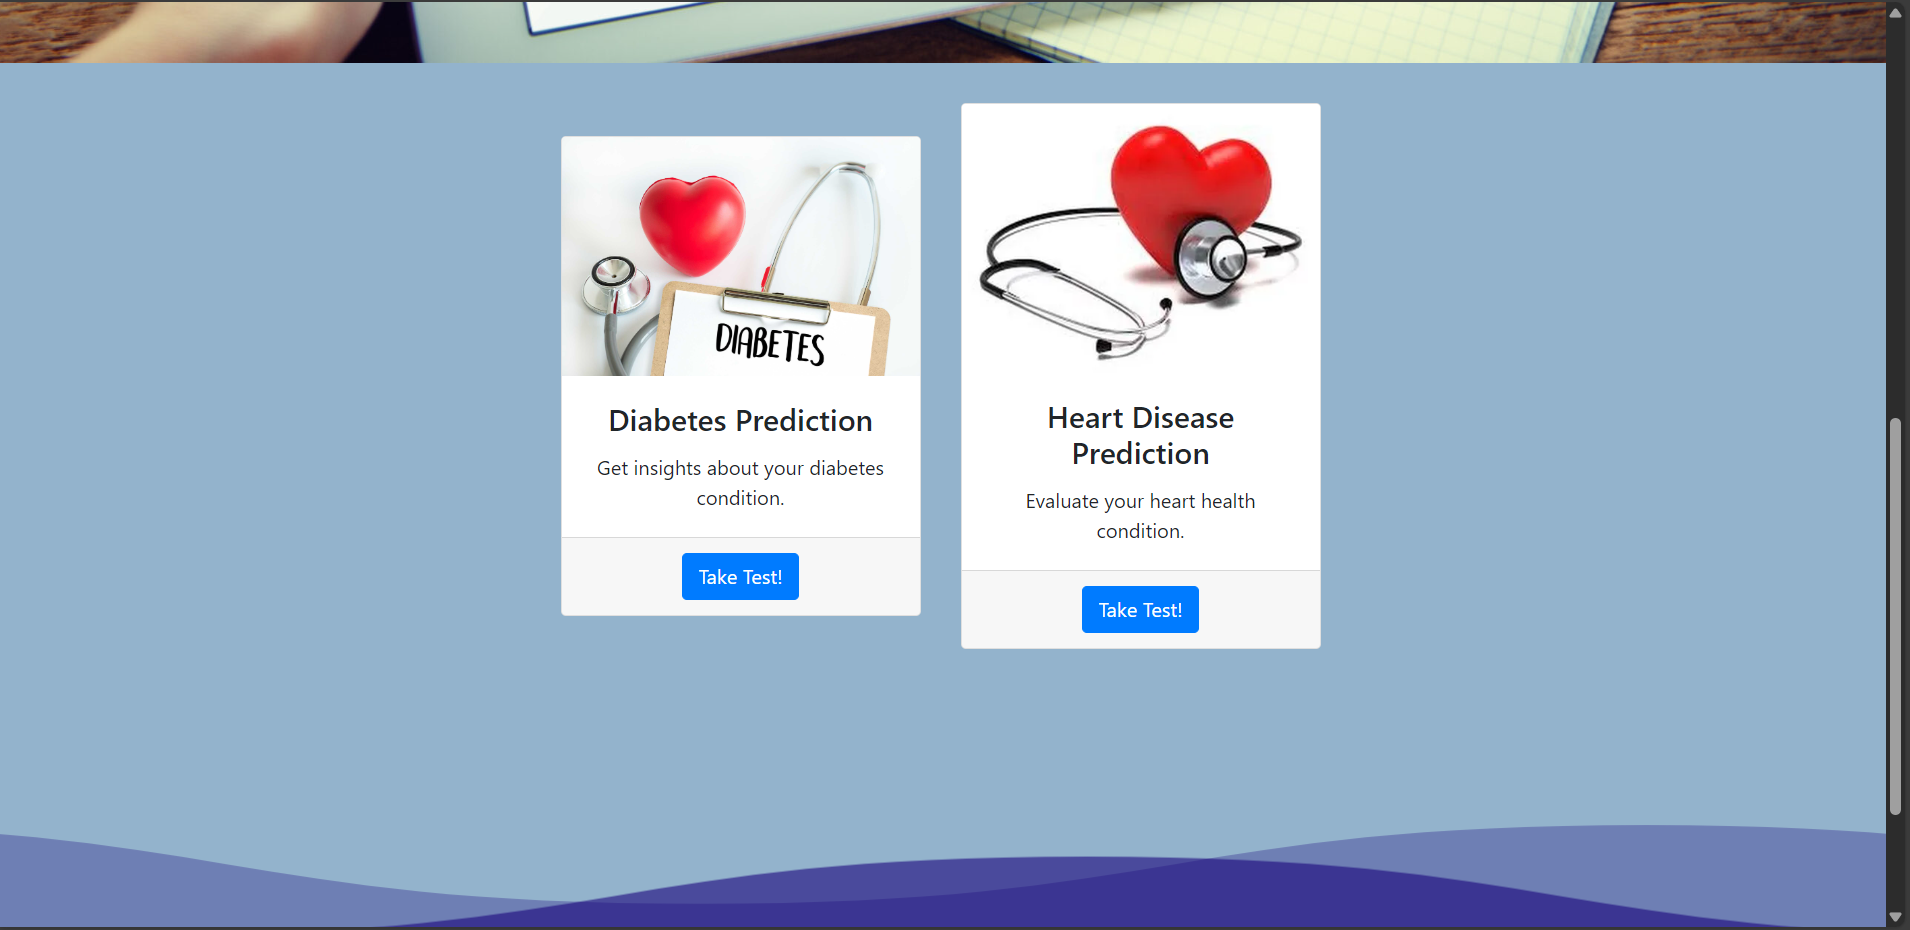 DIABETES
Diabetes Prediction
Get insights about your diabetes
condition.
Take Test!
Heart Disease
Prediction
Evaluate your heart health
condition.
Take Test!